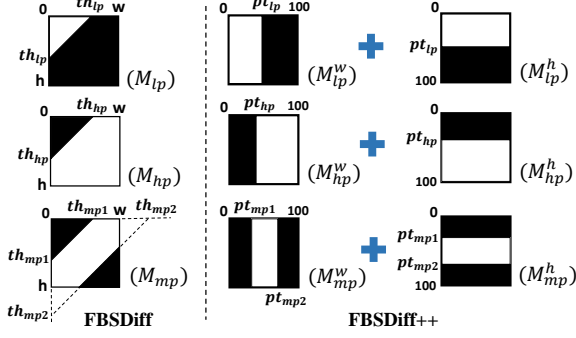 0 th_lp w
th_lp
h
(M_lp)
0 pt_lp 100
(M_lp^w)
0
pt_lp
100
(M_lp^h)
0 th_hp w
th_hp
h
(M_hp)
0 pt_hp 100
(M_hp^w)
0
pt_hp
100
(M_hp^h)
0 th_mp1 w th_mp2
th_mp1
h
th_mp2
(M_mp)
0 pt_mp1 100
pt_mp2
(M_mp^w)
0
pt_mp1
pt_mp2
100
(M_mp^h)
FBSDiff
FBSDiff++